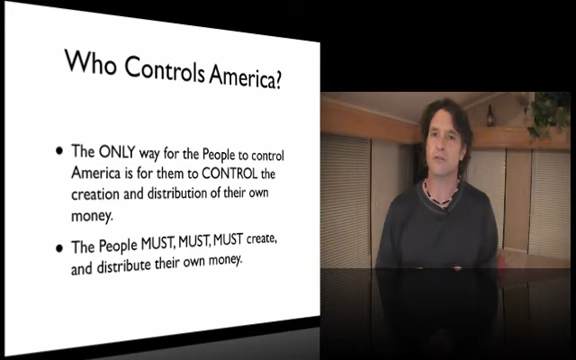 Who Controls America?
• The ONLY way for the People to control
America is for them to CONTROL the
creation and distribution of their own
money.
• The People MUST, MUST, MUST create,
and distribute their own money.